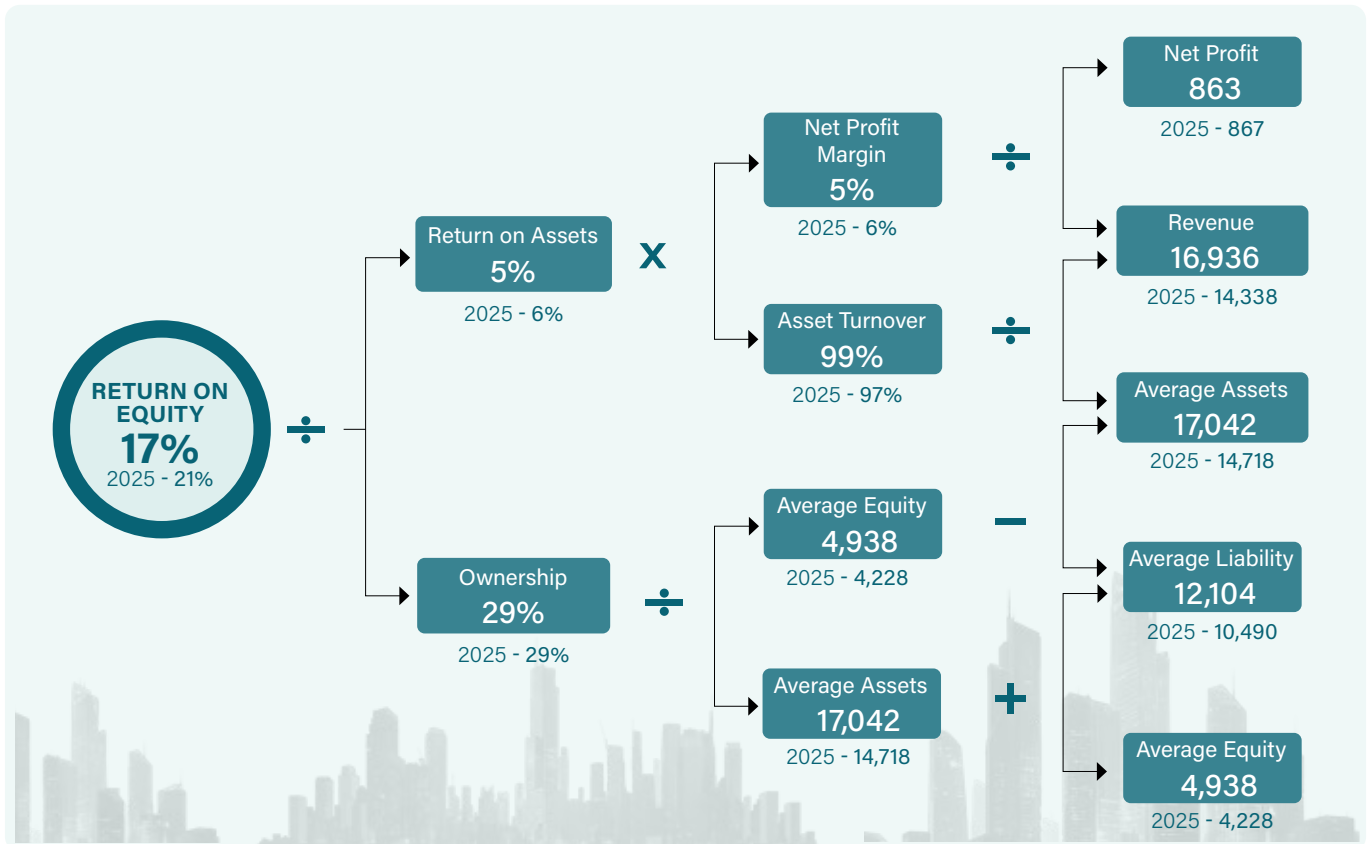 RETURN ON
EQUITY
17%
2025 - 21%
÷
Return on Assets
5%
2025 - 6%
X
Ownership
29%
2025 - 29%
÷
Net Profit
Margin
5%
2025 - 6%
÷
Asset Turnover
99%
2025 - 97%
÷
Average Equity
4,938
2025 - 4,228
−
Average Assets
17,042
2025 - 14,718
+
Net Profit
863
2025 - 867
Revenue
16,936
2025 - 14,338
Average Assets
17,042
2025 - 14,718
Average Liability
12,104
2025 - 10,490
Average Equity
4,938
2025 - 4,228